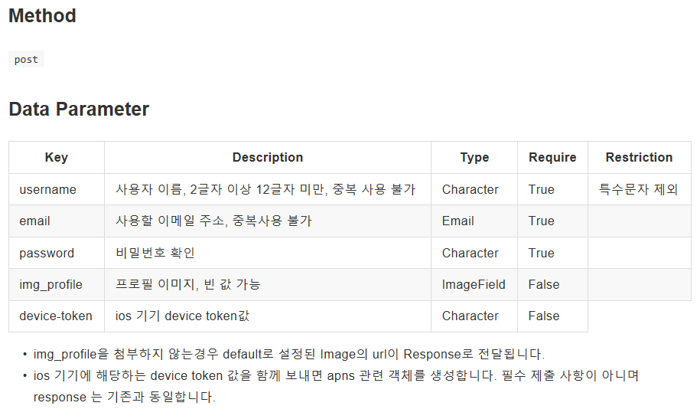 Method
post
Data Parameter
Key Description Type Require Restriction
username 사용자 이름, 2글자 이상 12글자 미만, 중복 사용 불가 Character True 특수문자 제외
email 사용할 이메일 주소, 중복사용 불가 Email True
password 비밀번호 확인 Character True
img_profile 프로필 이미지, 빈 값 가능 ImageField False
device-token ios 기기 device token값 Character False
• img_profile을 첨부하지 않는경우 default로 설정된 Image의 url이 Response로 전달됩니다.
• ios 기기에 해당하는 device token 값을 함께 보내면 apns 관련 객체를 생성합니다. 필수 제출 사항이 아니며
response 는 기존과 동일합니다.